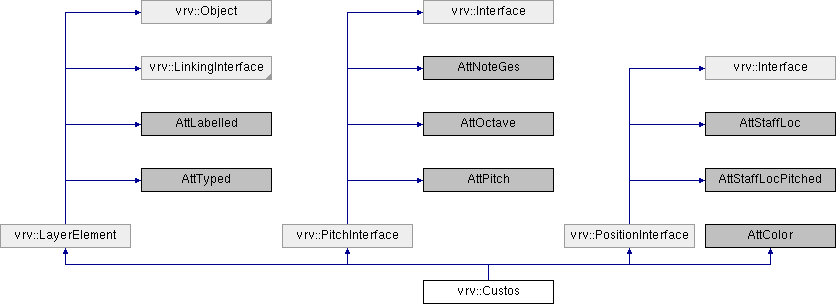 vrv::Object
vrv::Interface
vrv::LinkingInterface
AttNoteGes
vrv::Interface
AttLabelled
AttOctave
AttStaffLoc
AttTyped
AttPitch
AttStaffLocPitched
vrv::LayerElement
vrv::PitchInterface
vrv::PositionInterface
AttColor
vrv::Custos